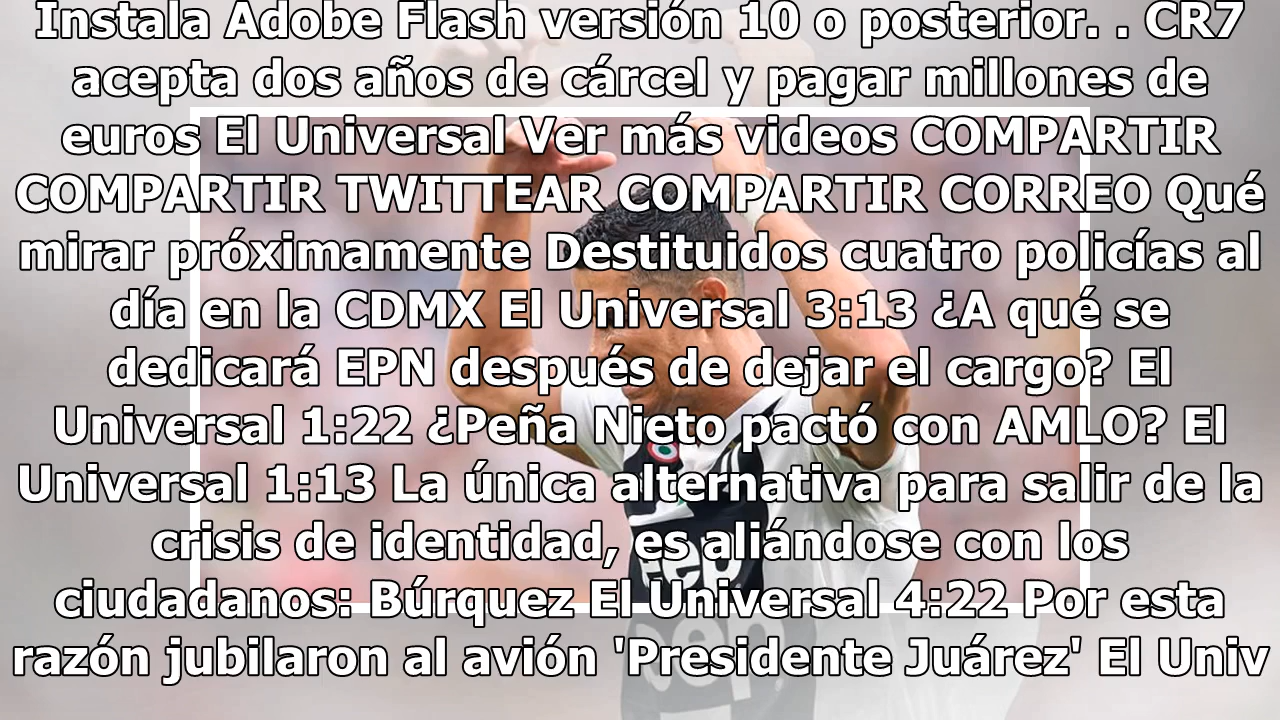 Instala Adobe Flash versión 10 o posterior. . CR7
acepta dos años de cárcel y pagar millones de
euros El Universal Ver más videos COMPARTIR
COMPARTIR TWITTEAR COMPARTIR CORREO Qué
mirar próximamente Destituidos cuatro policías al
día en la CDMX El Universal 3:13 ¿A qué se
dedicará EPN después de dejar el cargo? El
Universal 1:22 ¿Peña Nieto pactó con AMLO? El
Universal 1:13 La única alternativa para salir de la
crisis de identidad, es aliándose con los
ciudadanos: Búrquez El Universal 4:22 Por esta
razón jubilaron al avión 'Presidente Juárez' El Univ
Jeep